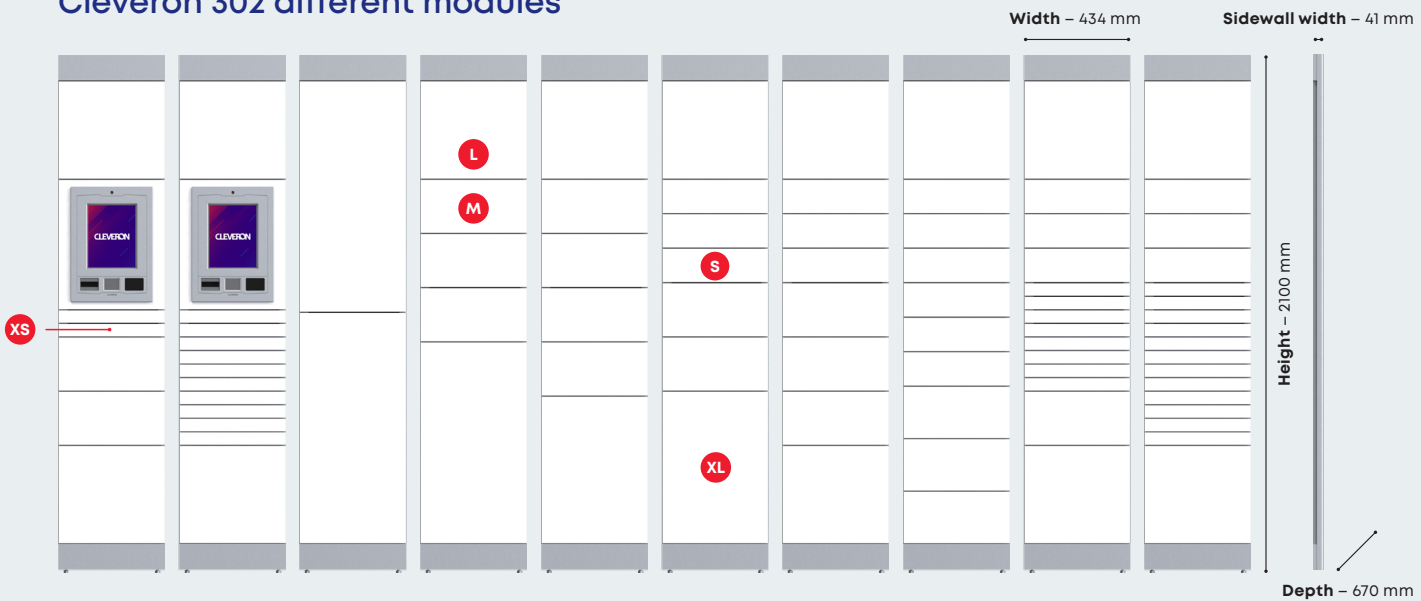 Cleveron 302 different modules
Width – 434 mm
Sidewall width – 41 mm
L
M
CLEVERON
CLEVERON
S
XS
Height – 2100 mm
XL
Depth – 670 mm